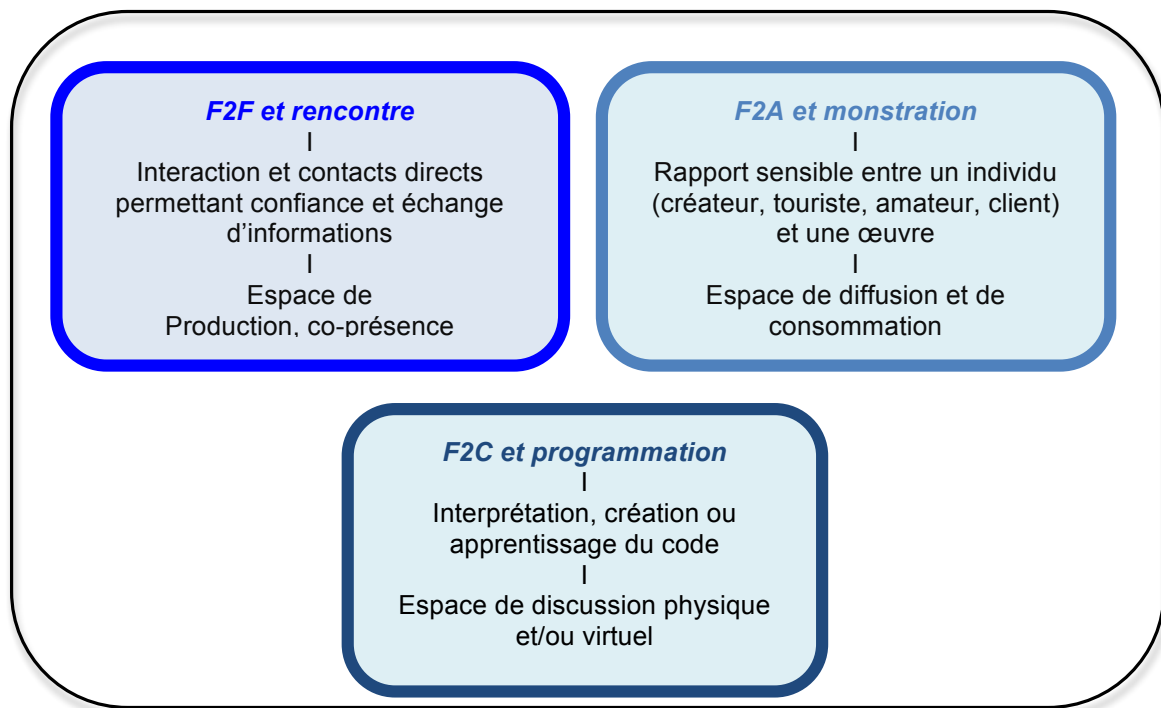 F2F et rencontre
I
Interaction et contacts directs
permettant confiance et échange
d'informations
I
Espace de
Production, co-présence
F2A et monstration
I
Rapport sensible entre un individu
(créateur, touriste, amateur, client)
et une œuvre
I
Espace de diffusion et de
consommation
F2C et programmation
I
Interprétation, création ou
apprentissage du code
I
Espace de discussion physique
et/ou virtuel